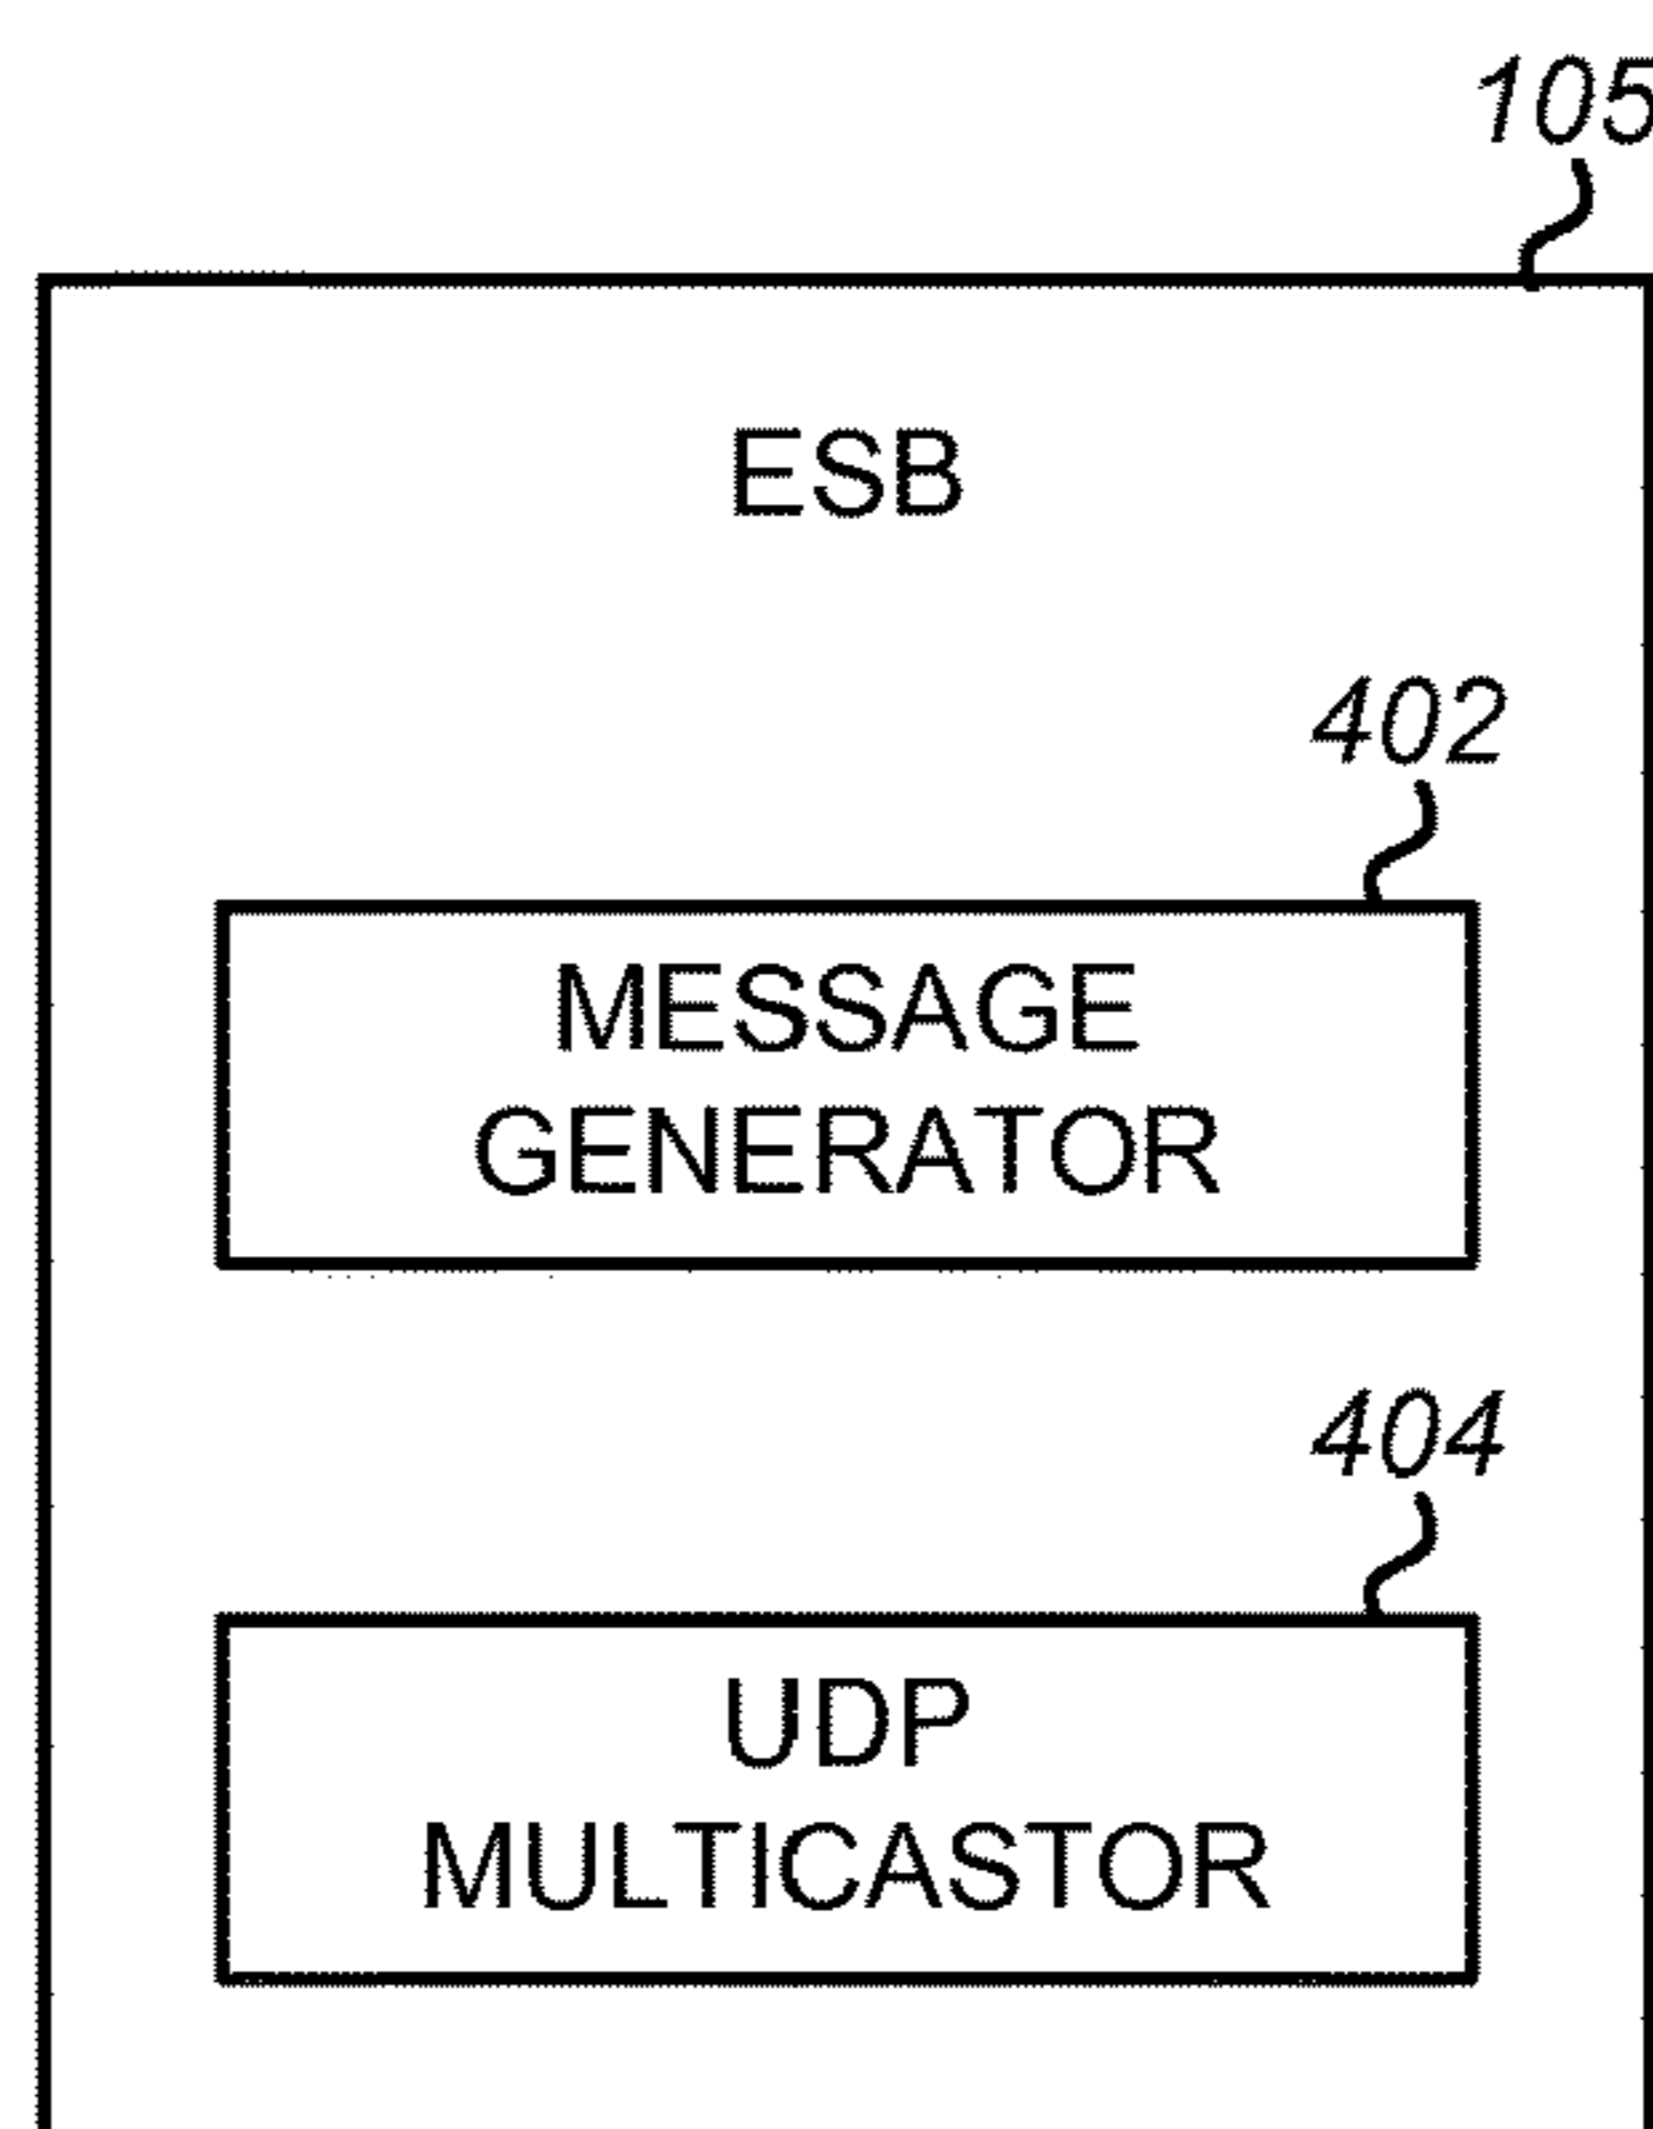 105
ESB
402
MESSAGE
GENERATOR
404
UDP
MULTICASTOR